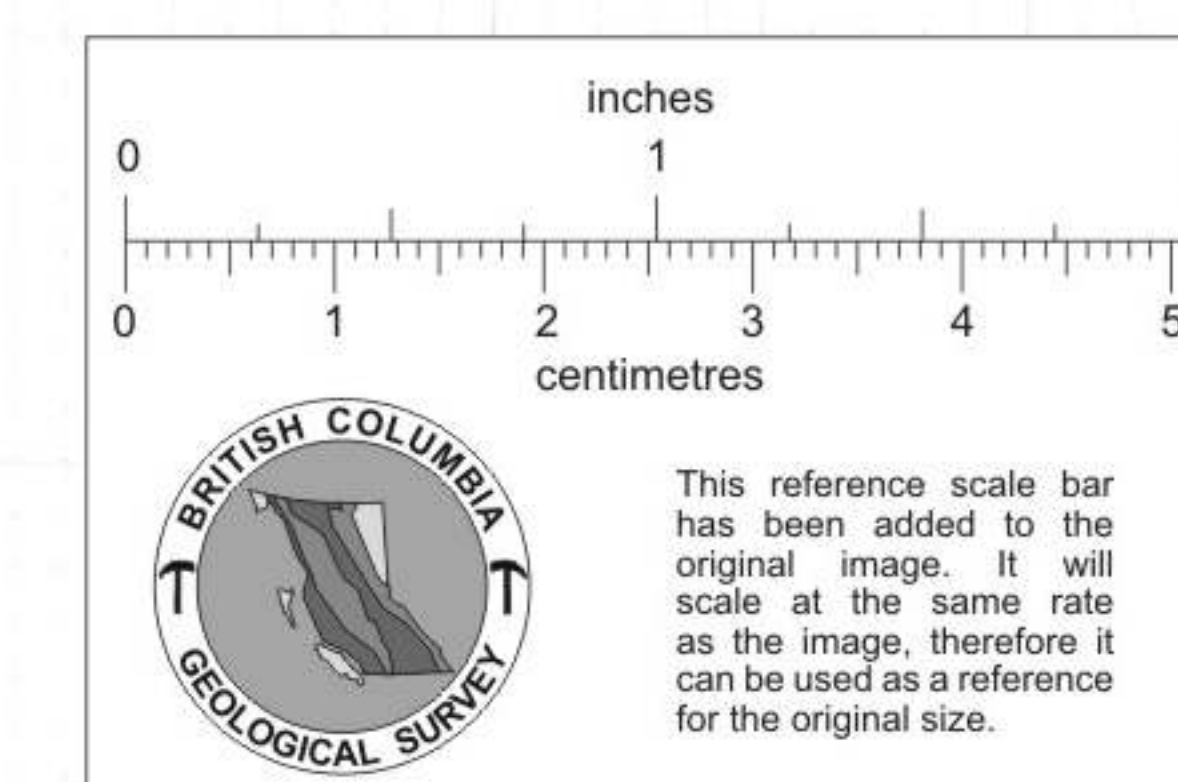 inches
0 1
0 1 2 3 4 5
centimetres
BRITISH COLUMBIA
GEOLOGICAL SURVEY
This reference scale bar
has been added to the
original image. It will
scale at the same rate
as the image, therefore it
can be used as a reference
for the original size.